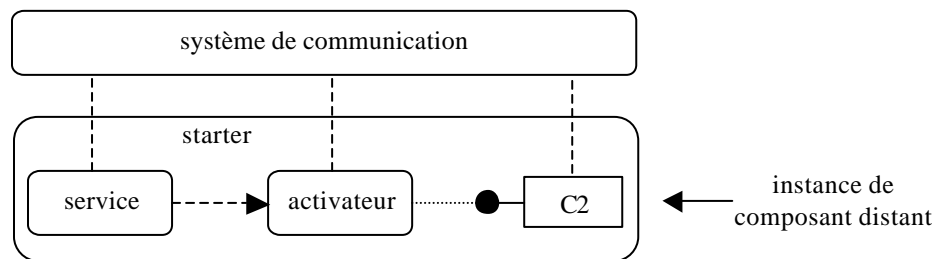 système de communication
starter
service
activateur
C2
instance de
composant distant